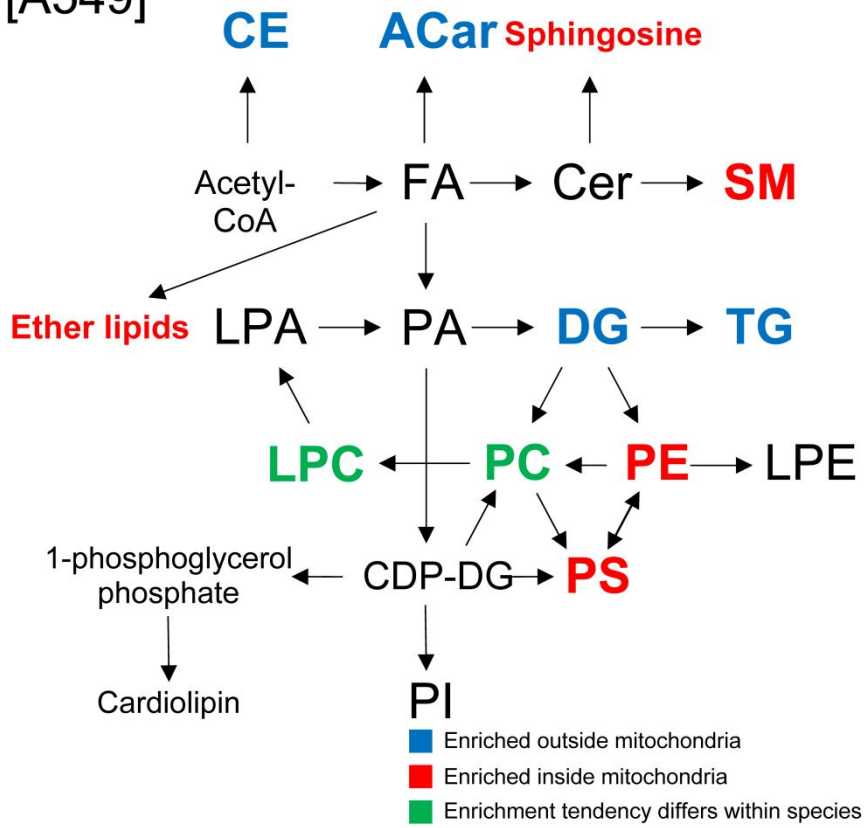 [A549]
CE ACar Sphingosine
Acetyl-
CoA
FA Cer SM
Ether lipids LPA PA DG TG
LPC PC PE LPE
1-phosphoglycerol
phosphate
CDP-DG PS
Cardiolipin
PI
Enriched outside mitochondria
Enriched inside mitochondria
Enrichment tendency differs within species